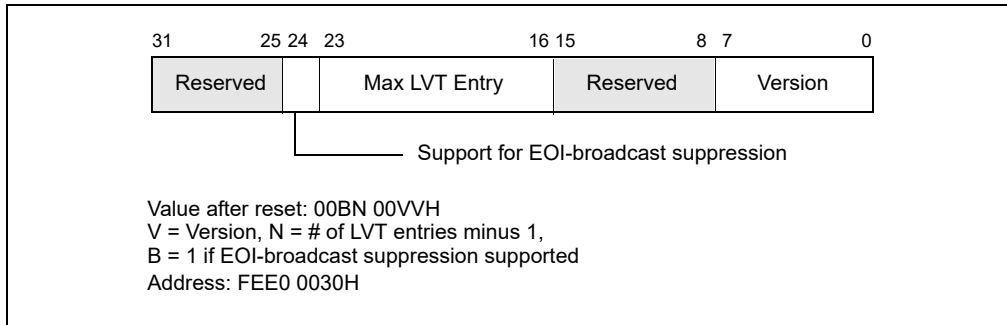 31 25 24 23 16 15 8 7 0
Reserved Max LVT Entry Reserved Version
Support for EOI-broadcast suppression
Value after reset: 00BN 00VVH
V = Version, N = # of LVT entries minus 1,
B = 1 if EOI-broadcast suppression supported
Address: FEE0 0030H